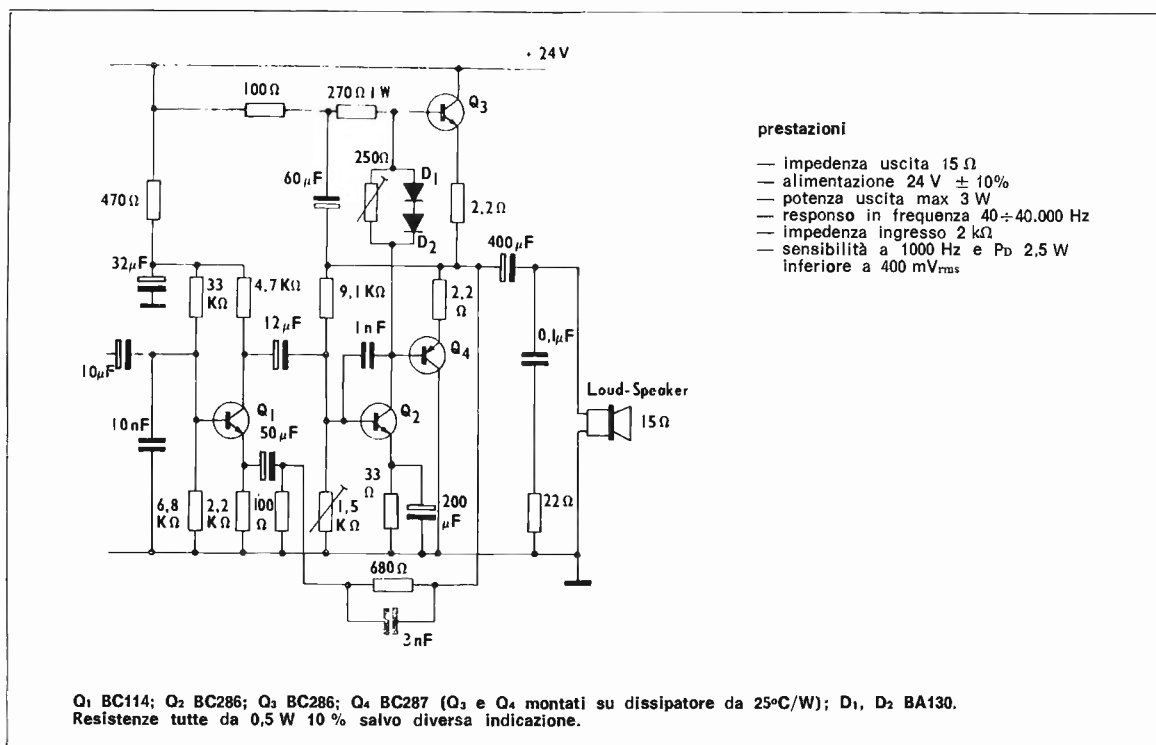 + 24V
100Ω
270Ω 1W
Q3
250Ω
D1
60µF
470Ω
2,2Ω
D2
400µF
32µF
33 KΩ
4,7KΩ
9,1KΩ
2,2 Ω
12µF
1nF
0,1µF
Q4
10µF
Loud-Speaker
15Ω
Q1
Q2
10nF
50µF
33 Ω
6,8 KΩ
2,2 KΩ
100 Ω
1,5 KΩ
200 µF
22Ω
680Ω
3nF
prestazioni
— impedenza uscita 15 Ω
— alimentazione 24 V ± 10%
— potenza uscita max 3 W
— responso in frequenza 40÷40.000 Hz
— impedenza ingresso 2 kΩ
— sensibilità a 1000 Hz e PD 2,5 W
inferiore a 400 mVrms
Q1 BC114; Q2 BC286; Q3 BC286; Q4 BC287 (Q3 e Q4 montati su dissipatore da 25°C/W); D1, D2 BA130.
Resistenze tutte da 0,5 W 10 % salvo diversa indicazione.